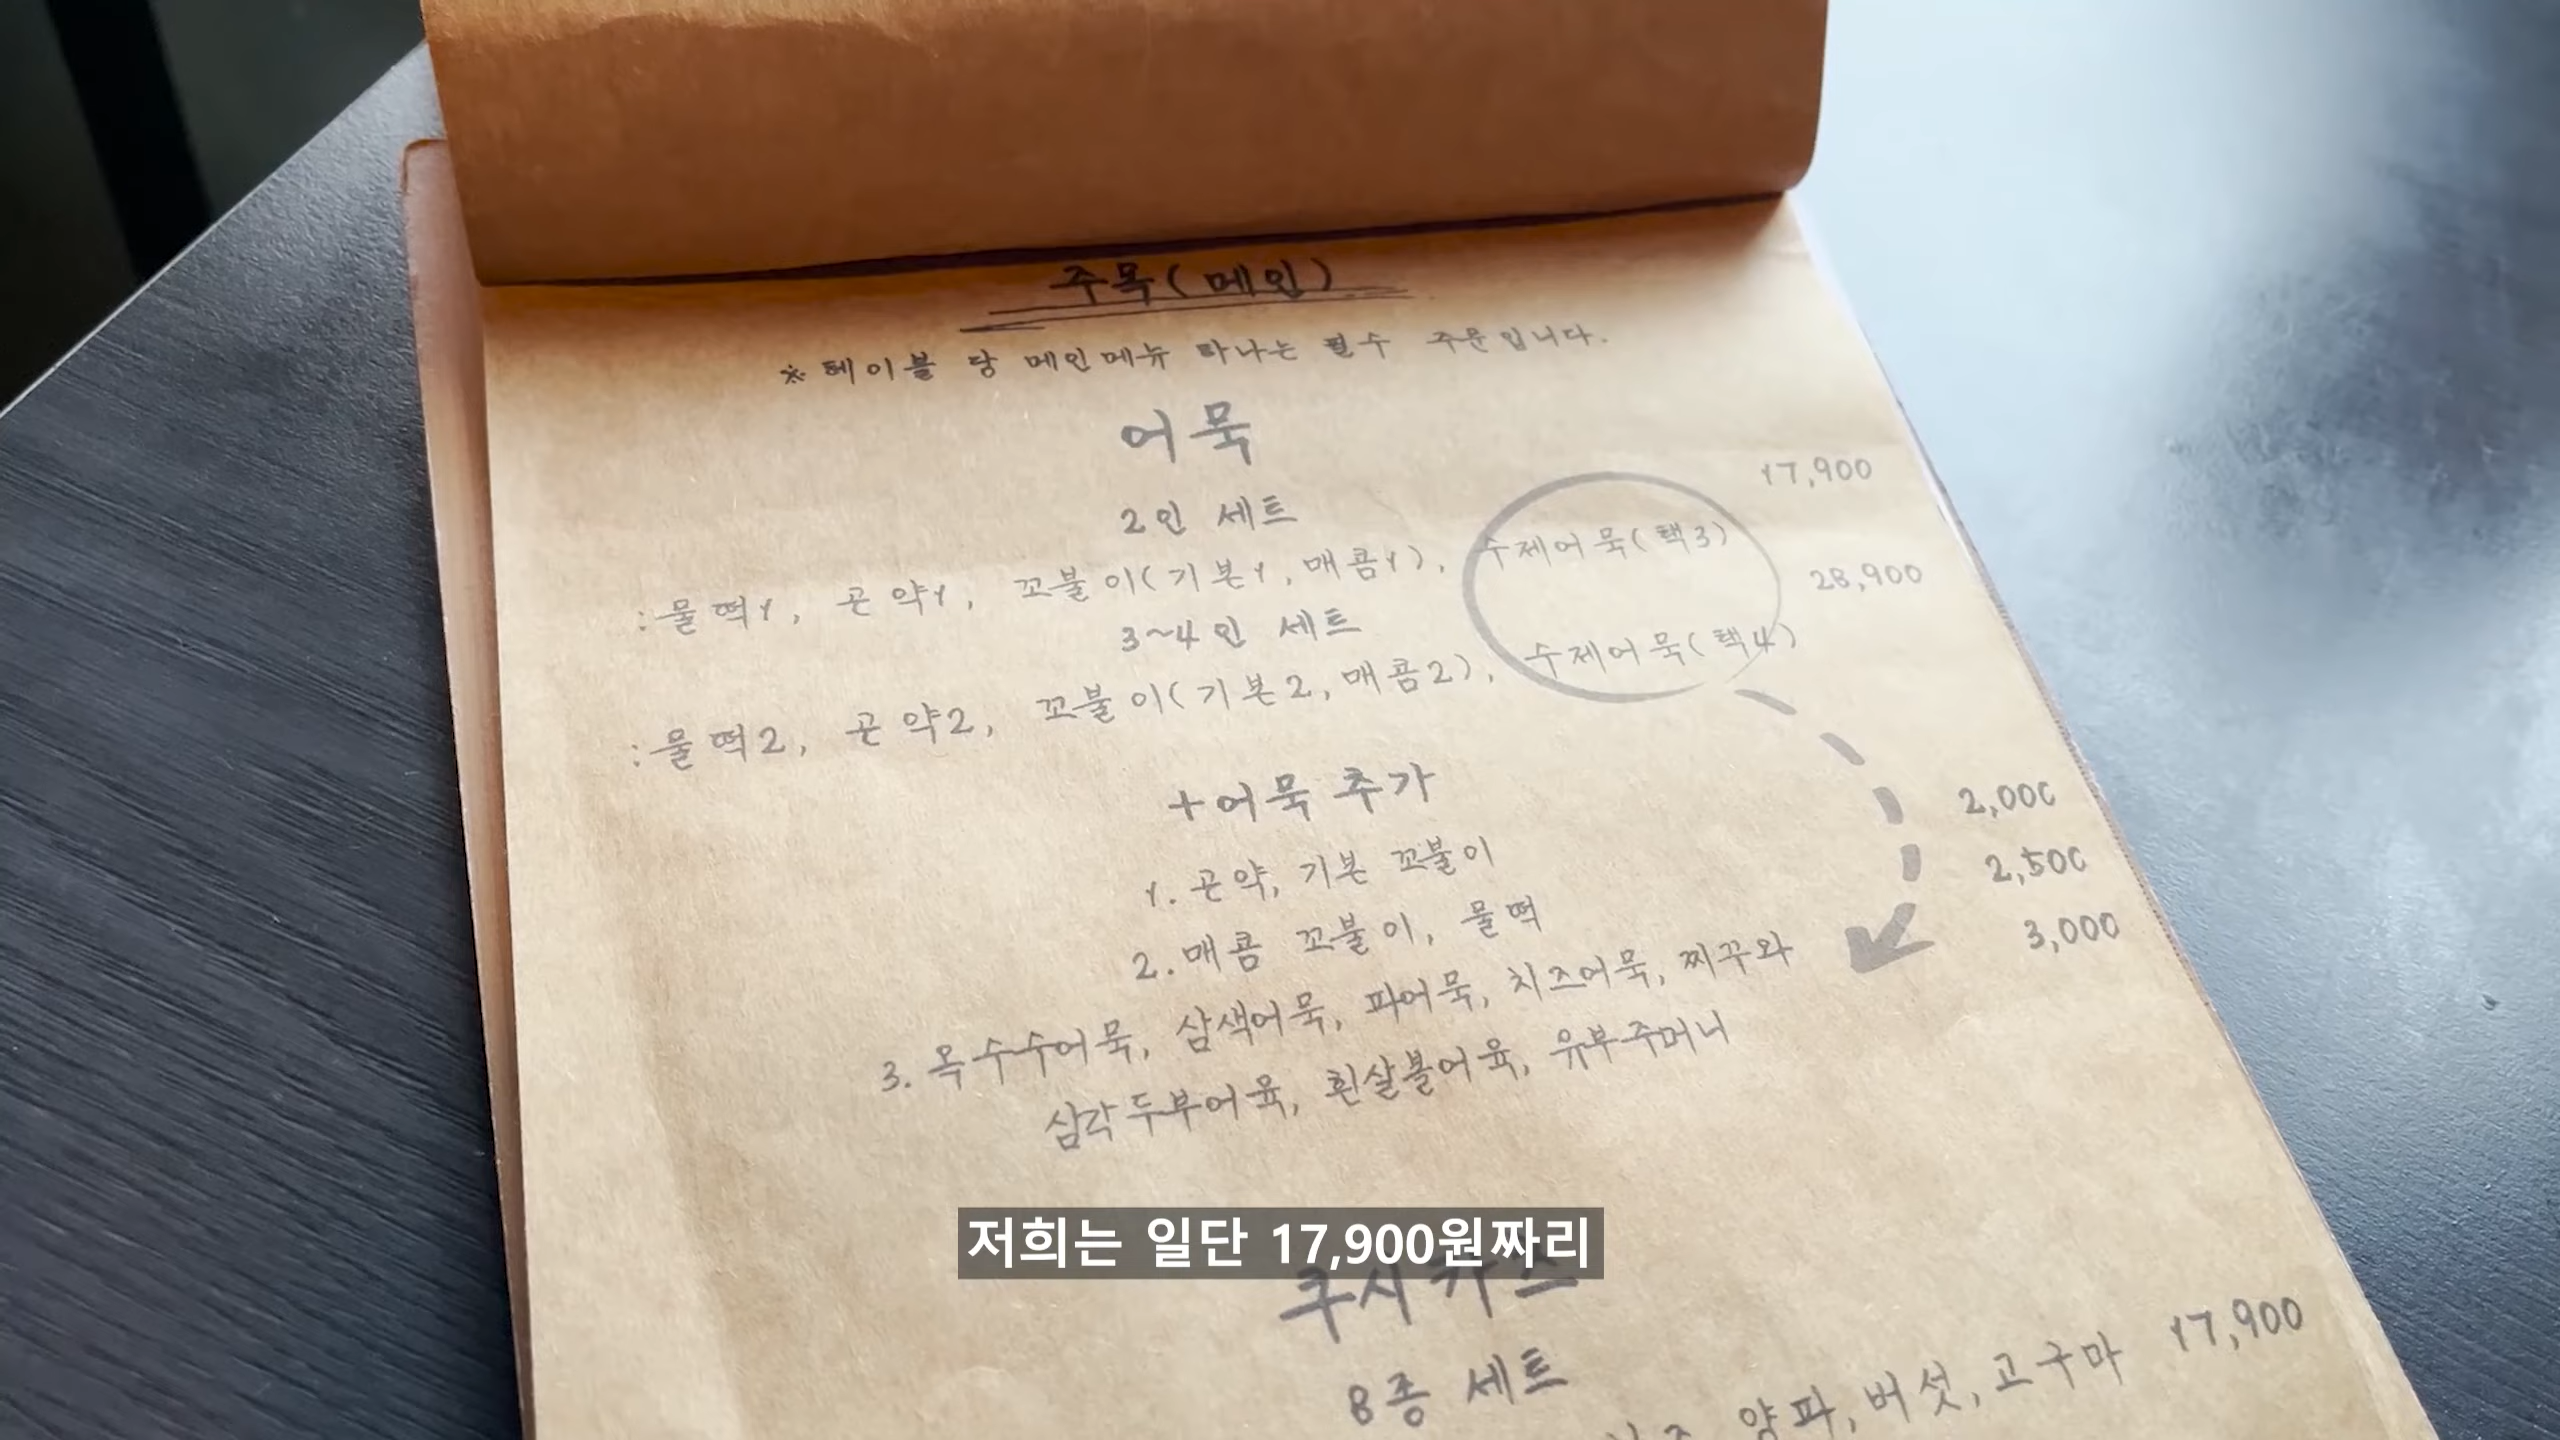 주목(메인)
※테이블 당 메인메뉴 하나는 필수 주문입니다.
어묵
2인 세트 17,900
:물떡1, 곤약1, 꼬불이(기본1, 매콤1), 수제어묵(택3)
3~4인 세트 28,900
:물떡2, 곤약2, 꼬불이(기본2, 매콤2), 수제어묵(택4)
+어묵 추가
1. 곤약, 기본 꼬불이 2,000
2. 매콤 꼬불이, 물떡 2,500
3. 옥수수어묵, 삼색어묵, 파어묵, 치즈어묵, 찌꾸와 3,000
삼각두부어육, 흰살볼어육, 유부주머니
저희는 일단 17,900원짜리
쿠시카츠
8종 세트 17,900
양파, 버섯, 고구마